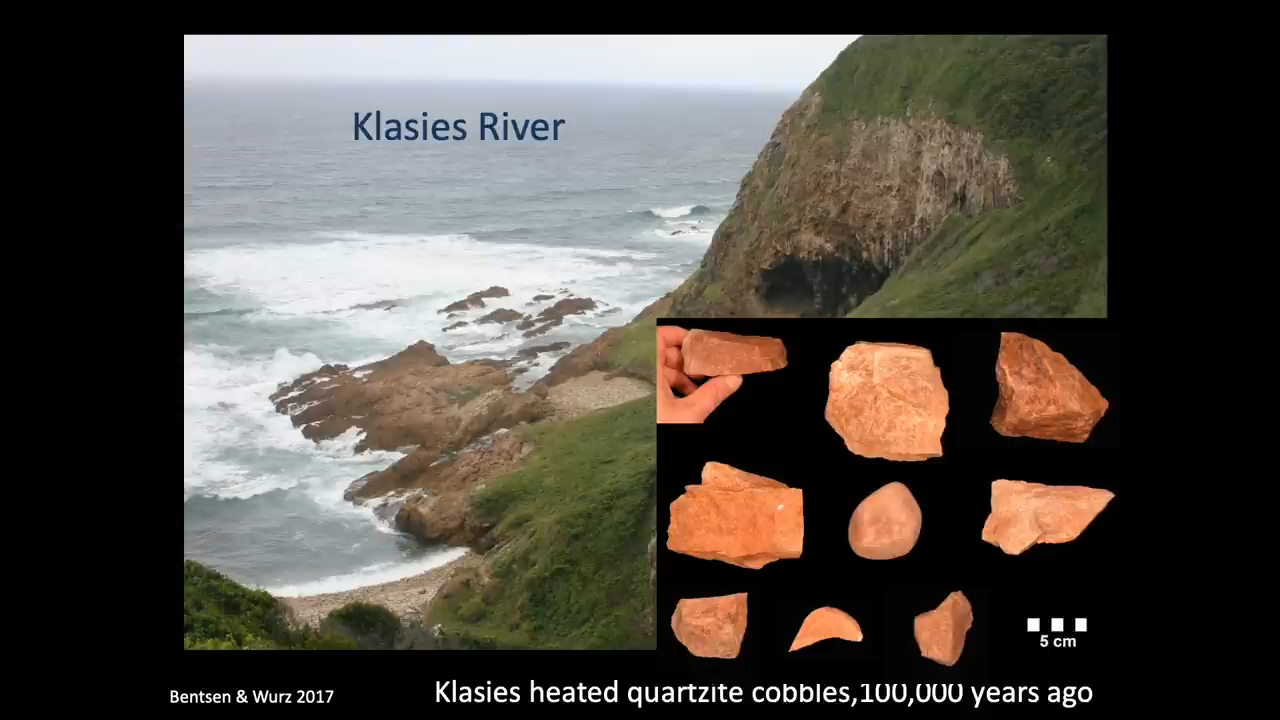 Klasies River
5 cm
Bentsen & Wurz 2017
Klasies heated quartzite cobbles,100,000 years ago